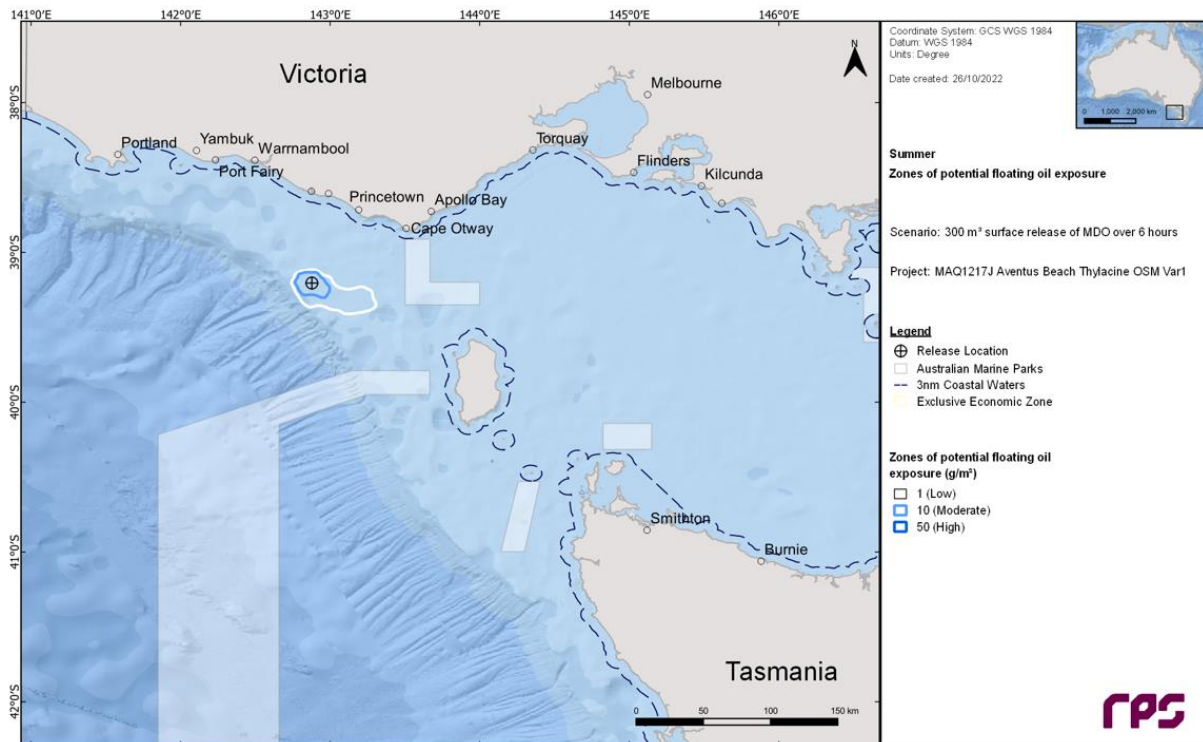 141°0'E 142°0'E 143°0'E 144°0'E 145°0'E 146°0'E
38°0'S
39°0'S
40°0'S
41°0'S
42°0'S
Victoria
N
Melbourne
Portland
Yambuk
Warrnambool
Port Fairy
Princetown
Apollo Bay
Cape Otway
Torquay
Flinders
Kilcunda
Smithton
Burnie
Tasmania
0 50 100 150 km
Coordinate System: GCS WGS 1984
Datum: WGS 1984
Units: Degree
Date created: 26/10/2022
0 1,000 2,000 km
Summer
Zones of potential floating oil exposure
Scenario: 300 m³ surface release of MDO over 6 hours
Project: MAQ1217J Aventus Beach Thylacine OSM Var1
Legend
Release Location
Australian Marine Parks
3nm Coastal Waters
Exclusive Economic Zone
Zones of potential floating oil
exposure (g/m²)
1 (Low)
10 (Moderate)
50 (High)
rps